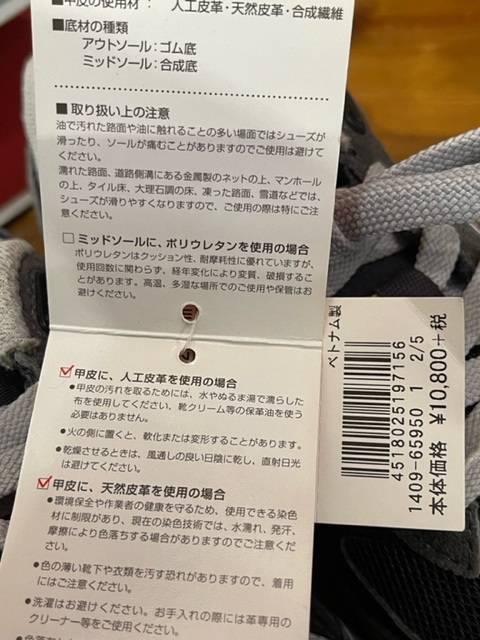 ■甲皮の使用材： 人工皮革・天然皮革・合成繊維
■底材の種類
アウトソール：ゴム底
ミッドソール：合成底
■ 取り扱い上の注意
油で汚れた路面や油に触れることの多い場面ではシューズが
滑ったり、ソールが痛むことがありますのでご使用は避けて
ください。
濡れた路面、道路側溝にある金属製のネットの上、マンホール
の上、タイル床、大理石調の床、凍った路面、雪道などでは、
シューズが滑りやすくなりますので、ご使用の際は特にご注
意ください。
□ ミッドソールに、ポリウレタンを使用の場合
ポリウレタンはクッション性、耐摩耗性に優れていますが、
使用回数に関わらず、経年変化により変質、破損するこ
とがあります。高温、多湿な場所でのご使用や保管はお
避けください。
☑甲皮に、人工皮革を使用の場合
●甲皮の汚れを取るためには、水やぬるま湯で濡らした
布を使用してください。靴クリーム等の保革油を使う
必要はありません。
●火の側に置くと、軟化または変形することがあります。
●乾燥させるときは、風通しの良い日陰に乾し、直射日光
は避けてください。
☑甲皮に、天然皮革を使用の場合
●環境保全や作業者の健康を守るため、使用できる染色
材に制限があり、現在の染色技術では、水濡れ、発汗、
摩擦により色落ちする場合がありますのでご注意くださ
い。
●色の薄い靴下や衣類を汚す恐れがありますので、着用
にはご注意ください。
●洗濯はお避けください。お手入れの際には革専用の
クリーナー等をご使用ください。
ベトナム製
4518025197156
1409-65950 1 2/5
本体価格 ¥10,800+税